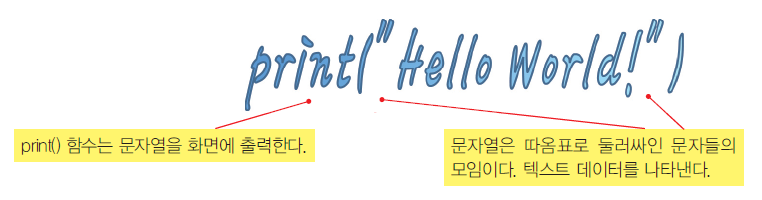 print("Hello World!")
print() 함수는 문자열을 화면에 출력한다.
문자열은 따옴표로 둘러싸인 문자들의
모임이다. 텍스트 데이터를 나타낸다.